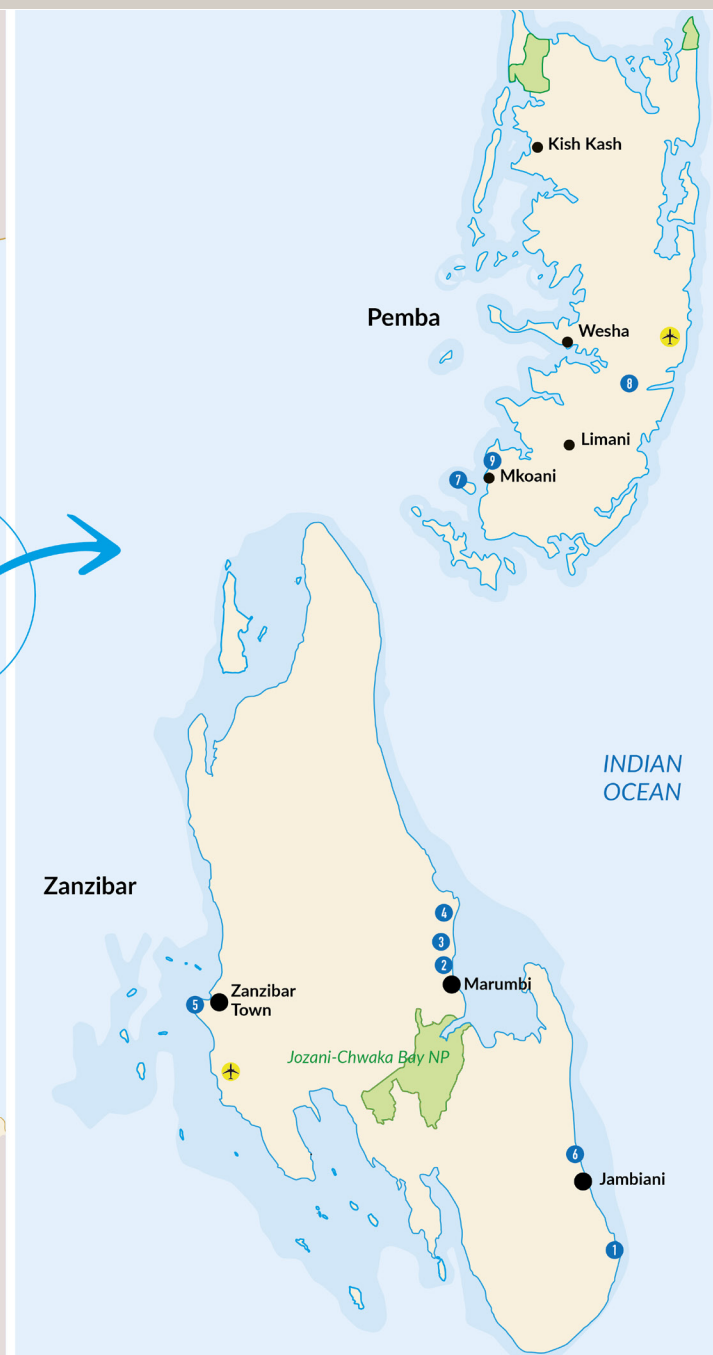 Kish Kash
Pemba
Wesha
8
Limani
9
7
Mkoani
INDIAN
OCEAN
Zanzibar
4
3
2
Marumbi
Zanzibar
Town
5
Jozani-Chwaka Bay NP
6
Jambiani
1